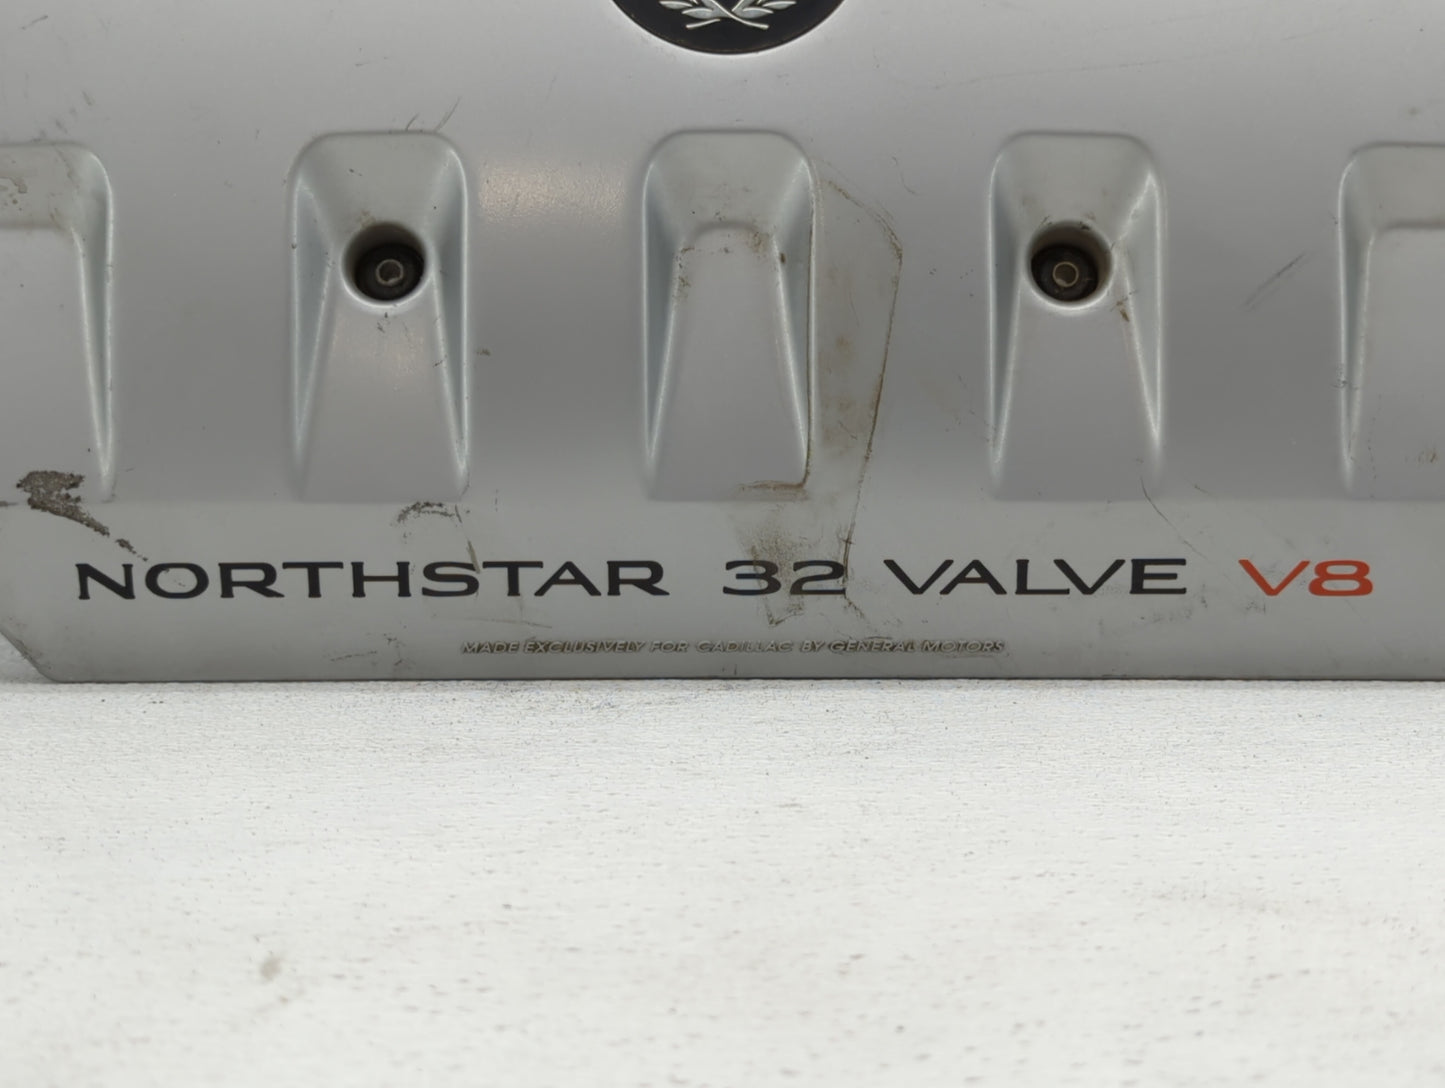 NORTHSTAR 32 VALVE V8
MADE EXCLUSIVELY FOR CADILLAC BY GENERAL MOTORS